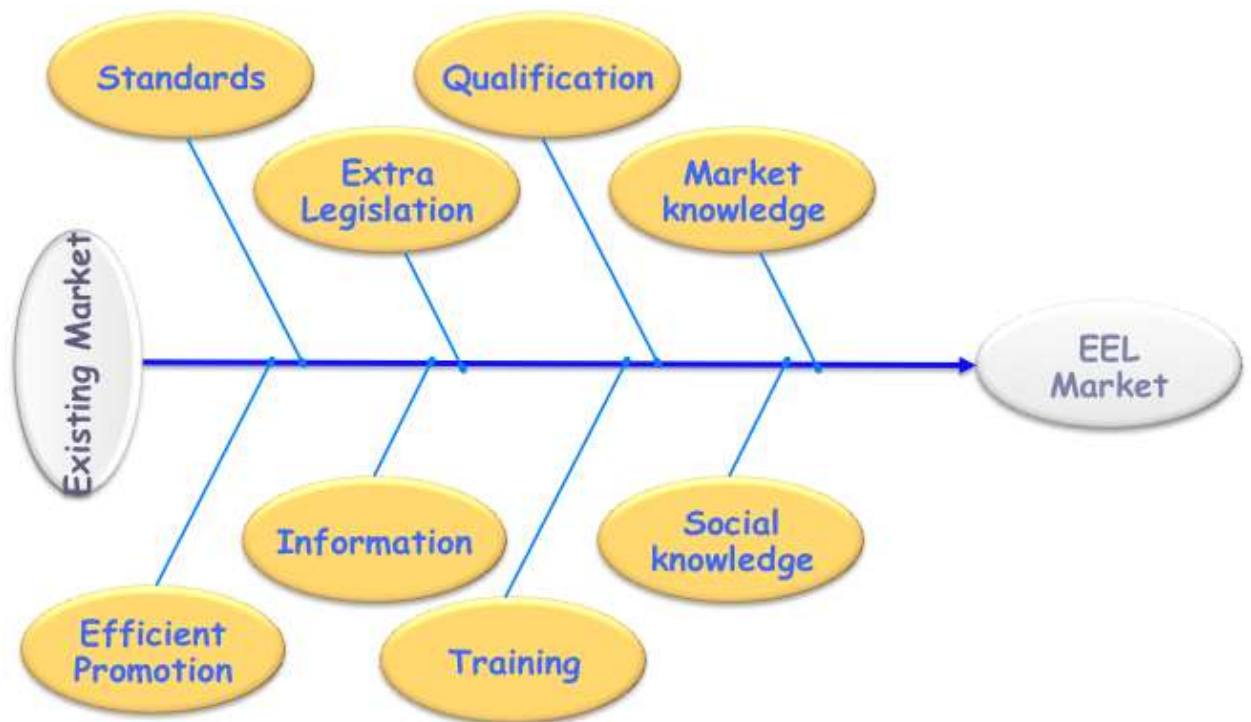 Standards
Qualification
Extra
Legislation
Market
knowledge
Existing Market
EEL
Market
Information
Social
knowledge
Efficient
Promotion
Training